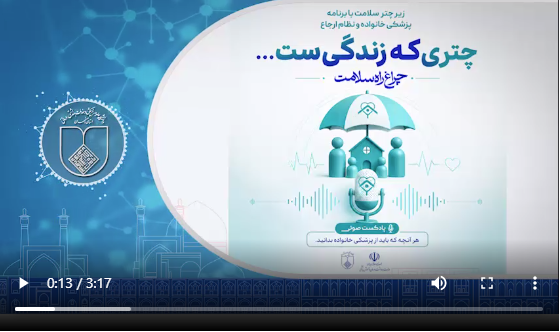 زیر چتر سلامت با برنامه
پزشکی خانواده و نظام ارجاع
چتری که زندگی‌ست...
چراغ راه سلامت
پادکست صوتی
هر آنچه که باید از پزشکی خانواده بدانید
0:13 / 3:17